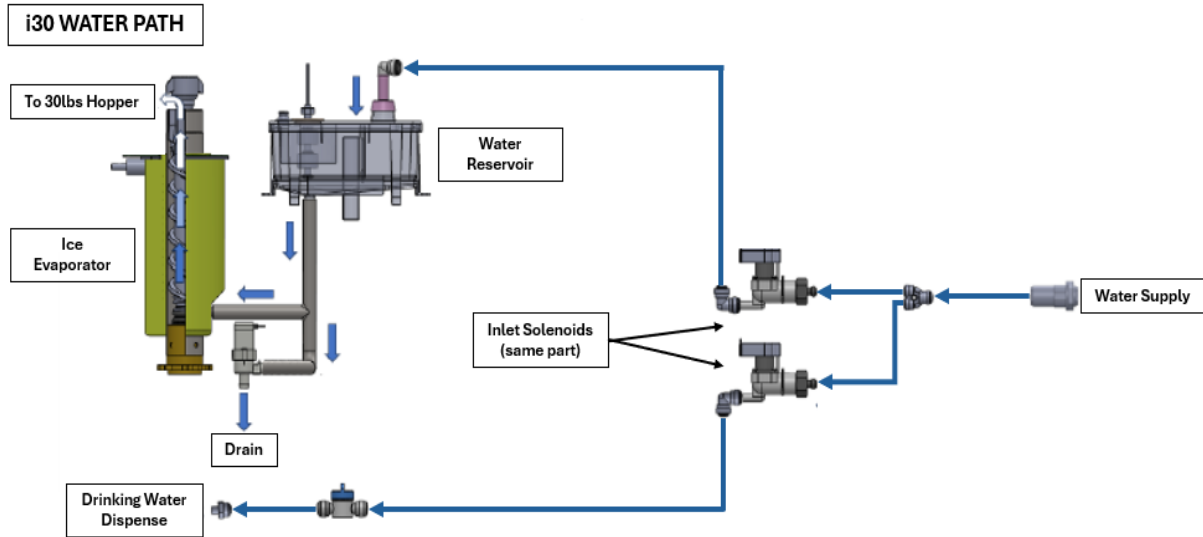 i30 WATER PATH
To 30lbs Hopper
Water
Reservoir
Ice
Evaporator
Inlet Solenoids
(same part)
Water Supply
Drain
Drinking Water
Dispense